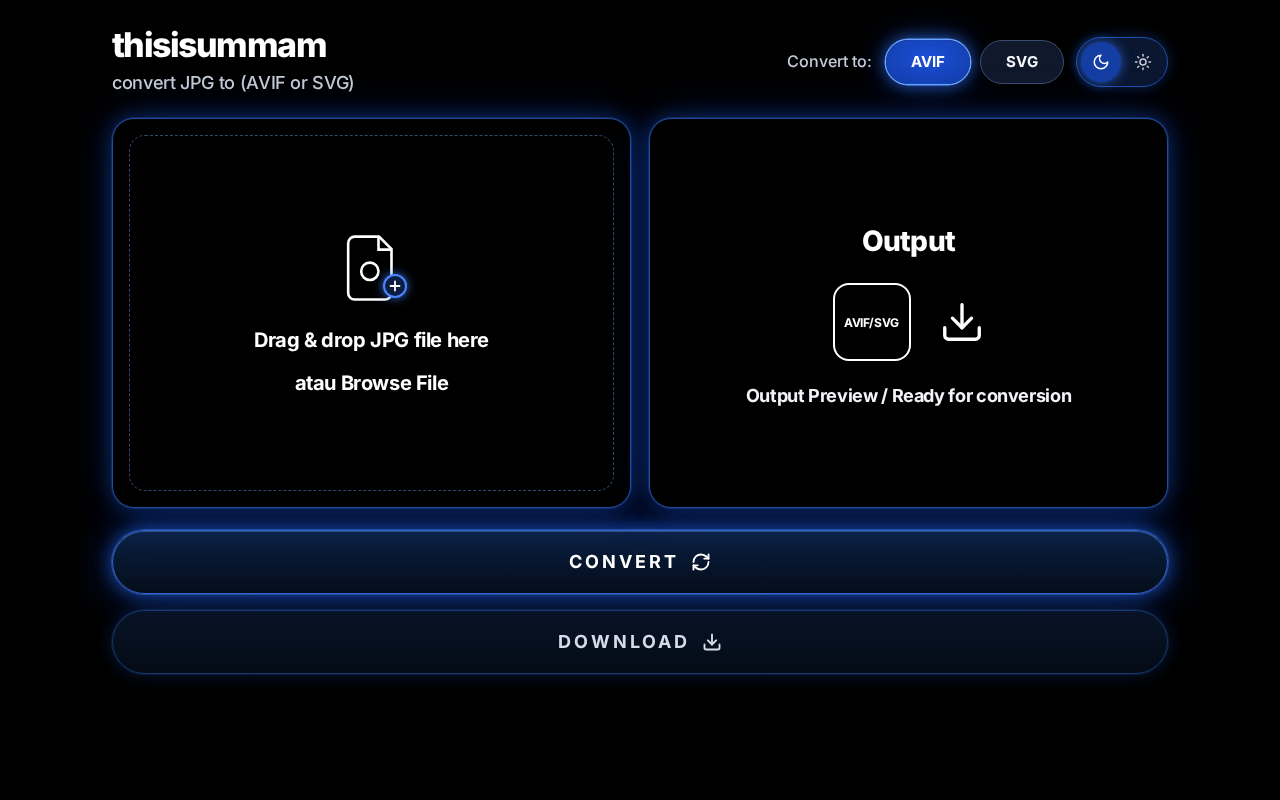 thisisummam
convert JPG to (AVIF or SVG)
Convert to:
AVIF
SVG
Drag & drop JPG file here
atau Browse File
Output
AVIF/SVG
Output Preview / Ready for conversion
CONVERT
DOWNLOAD